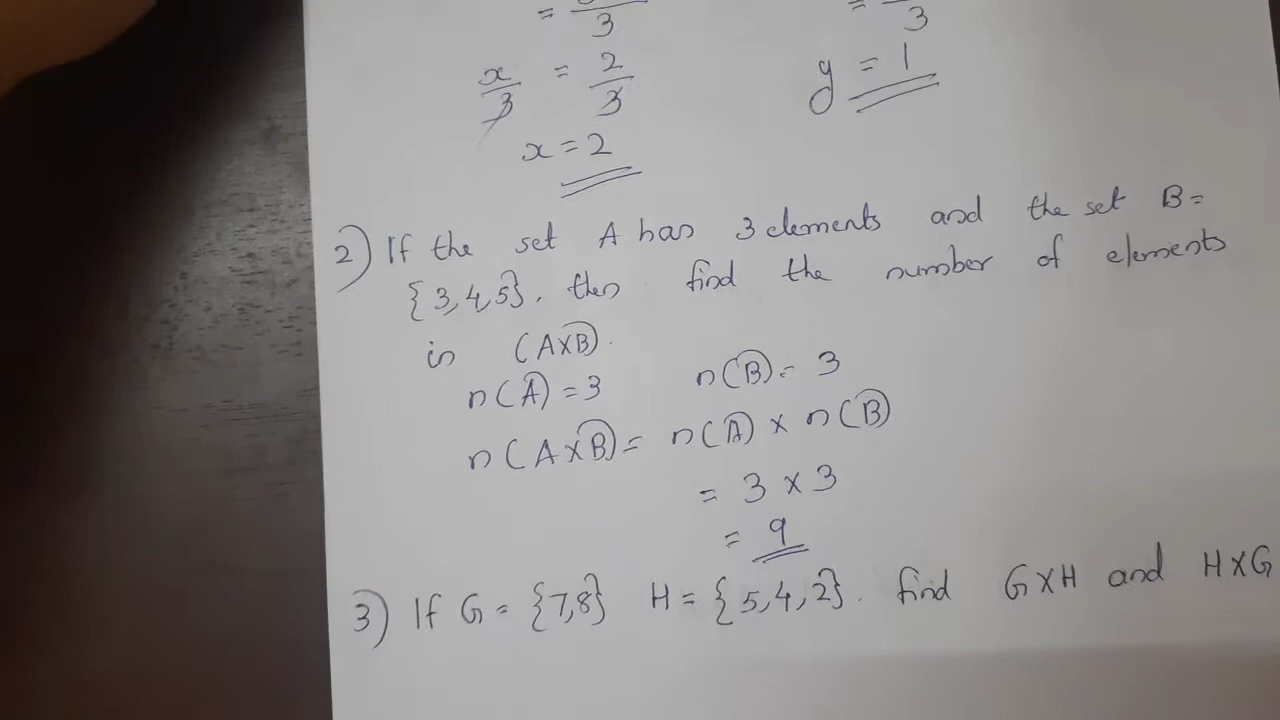 = 3 = 3
x/3 = 2/3 y = 1
x = 2
2) If the set A has 3 elements and the set B =
{3,4,5}. then find the number of elements
in (A×B).
n(A) = 3 n(B) = 3
n(A×B) = n(A) × n(B)
= 3 × 3
= 9
3) If G = {7,8} H = {5,4,2}. find G×H and H×G